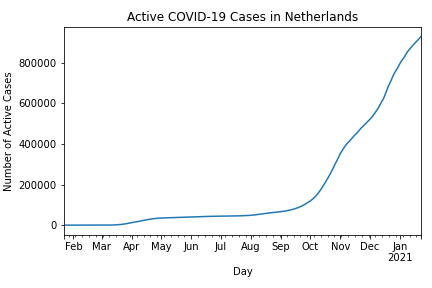 Active COVID-19 Cases in Netherlands
Number of Active Cases
800000
600000
400000
200000
0
Feb Mar Apr May Jun Jul Aug Sep Oct Nov Dec Jan
2021
Day